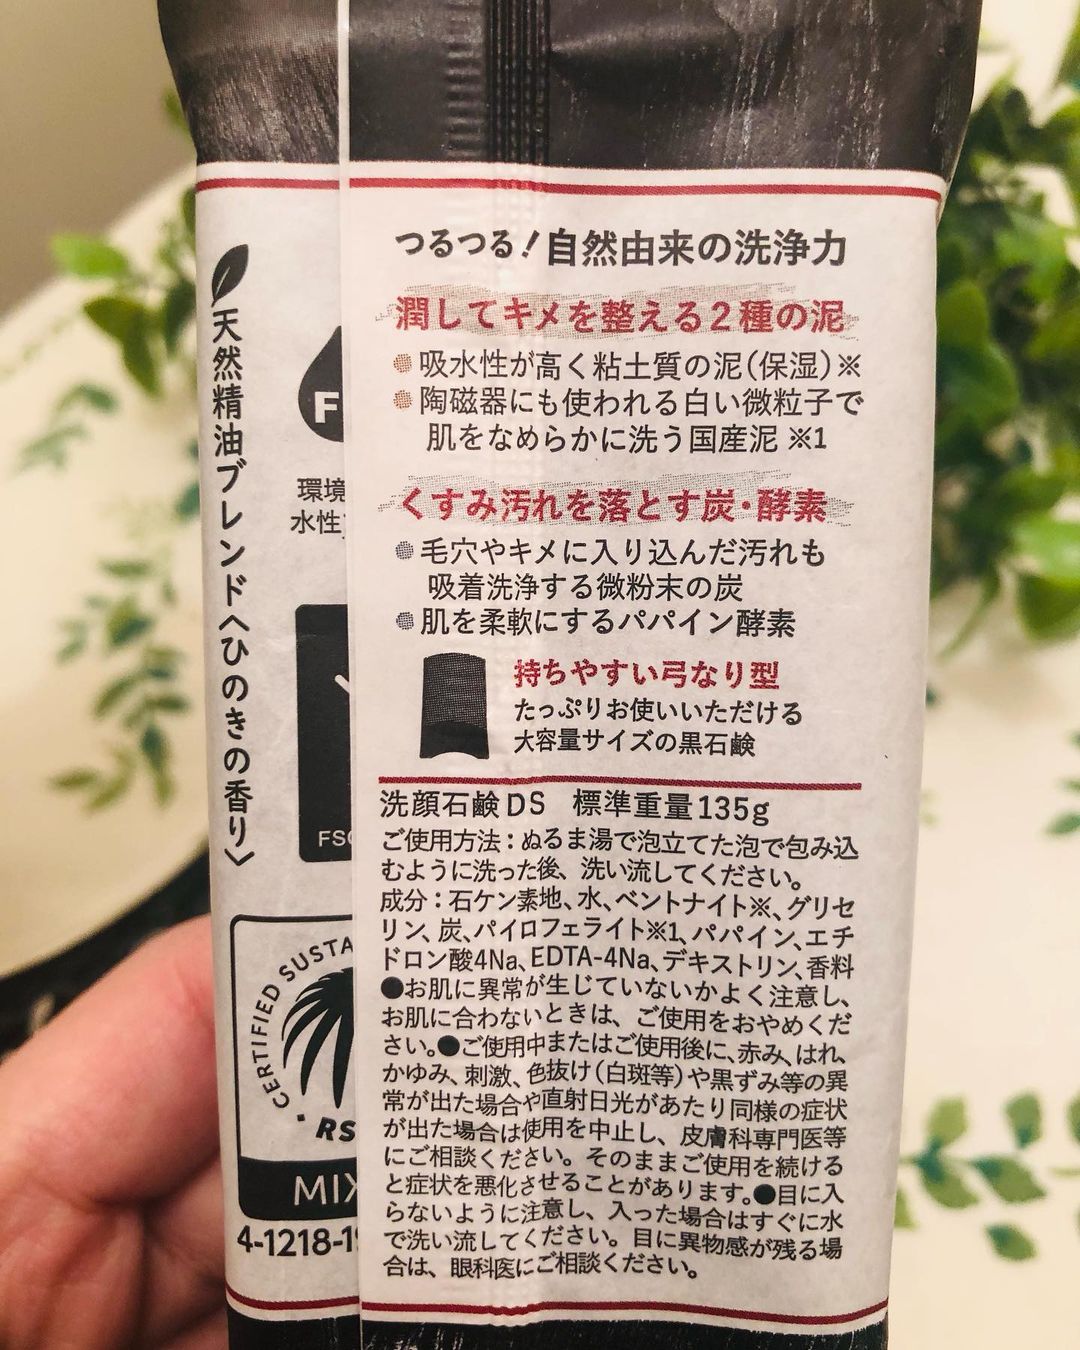 つるつる!自然由来の洗浄力
潤してキメを整える2種の泥
吸水性が高く粘土質の泥(保湿)※
陶磁器にも使われる白い微粒子で
肌をなめらかに洗う国産泥 ※1
くすみ汚れを落とす炭・酵素
毛穴やキメに入り込んだ汚れも
吸着洗浄する微粉末の炭
肌を柔軟にするパパイン酵素
持ちやすい弓なり型
たっぷりお使いいただける
大容量サイズの黒石鹸
洗顔石鹸DS 標準重量135g
ご使用方法:ぬるま湯で泡立てた泡で包み込
むように洗った後、洗い流してください。
成分:石ケン素地、水、ベントナイト※、グリセ
リン、炭、パイロフェライト※1、パパイン、エチ
ドロン酸4Na、EDTA-4Na、デキストリン、香料
●お肌に異常が生じていないかよく注意し、
お肌に合わないときは、ご使用をおやめくだ
さい。●ご使用中またはご使用後に、赤み、はれ、
かゆみ、刺激、色抜け(白斑等)や黒ずみ等の異
常が出た場合や直射日光があたり同様の症状
が出た場合は使用を中止し、皮膚科専門医等
にご相談ください。そのままご使用を続ける
と症状を悪化させることがあります。●目に入
らないように注意し、入った場合はすぐに水
で洗い流してください。目に異物感が残る場
合は、眼科医にご相談ください。
天然精油ブレンド〈ひのきの香り〉
F
環境
水性
FSC
CERTIFIED SUSTA
RS
MIX
4-1218-1